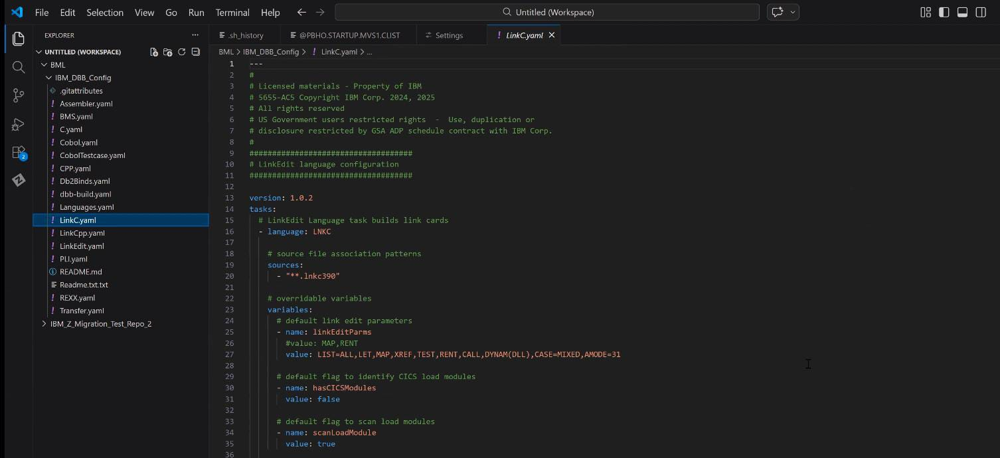 File Edit Selection View Go Run Terminal Help
Untitled (Workspace)
EXPLORER
UNTITLED (WORKSPACE)
BML
IBM_DBB_Config
.gitattributes
Assembler.yaml
BMS.yaml
C.yaml
Cobol.yaml
CobolTestcase.yaml
CPP.yaml
Db2Binds.yaml
dbb-build.yaml
Languages.yaml
LinkC.yaml
LinkCpp.yaml
LinkEdit.yaml
PLI.yaml
README.md
Readme.txt.txt
REXX.yaml
Transfer.yaml
IBM_Z_Migration_Test_Repo_2
2
.sh_history @PBHO.STARTUP.MVS1.CLIST Settings ! LinkC.yaml
BML > IBM_DBB_Config > ! LinkC.yaml > ...
1 ---
2 #
3 # Licensed materials - Property of IBM
4 # 5655-AC5 Copyright IBM Corp. 2024, 2025
5 # All rights reserved
6 # US Government users restricted rights  -  Use, duplication or
7 # disclosure restricted by GSA ADP schedule contract with IBM Corp.
8 #
9 ####################################
10 # LinkEdit language configuration
11 ####################################
12
13 version: 1.0.2
14 tasks:
15   # LinkEdit Language task builds link cards
16   - language: LNKC
17
18     # source file association patterns
19     sources:
20       - "**.lnkc390"
21
22     # overridable variables
23     variables:
24       # default link edit parameters
25       - name: linkEditParms
26         #value: MAP,RENT
27         value: LIST=ALL,LET,MAP,XREF,TEST,RENT,CALL,DYNAM(DLL),CASE=MIXED,AMODE=31
28
29       # default flag to identify CICS load modules
30       - name: hasCICSModules
31         value: false
32
33       # default flag to scan load modules
34       - name: scanLoadModule
35         value: true
36